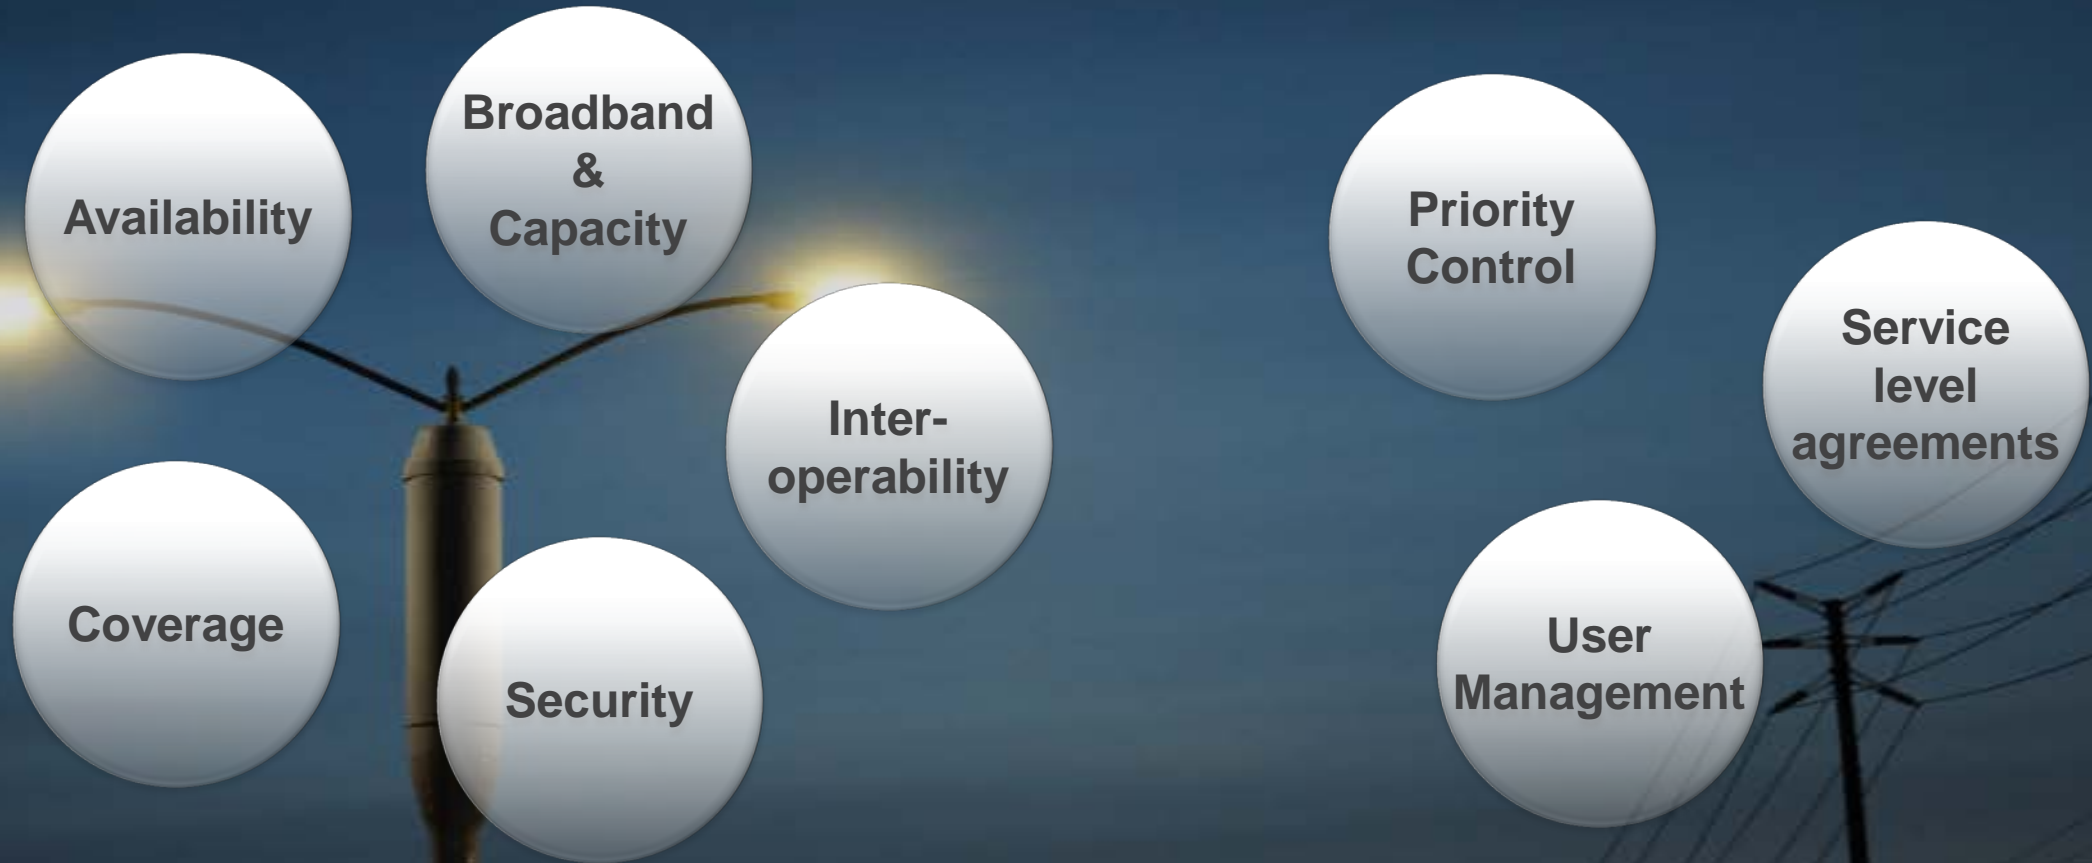 Availability
Broadband
&
Capacity
Inter-
operability
Coverage
Security
Priority
Control
Service
level
agreements
User
Management